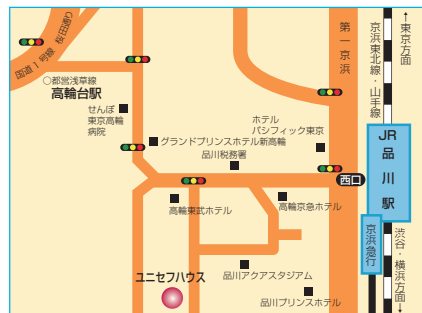 国道1号線 桜田通り
○都営浅草線
高輪台駅
せんぽ
東京高輪
病院
グランドプリンスホテル新高輪
品川税務署
ホテル
パシフィック東京
第一京浜
京浜東北線・山手線
↑東京方面
JR
品川駅
西口
京浜急行
渋谷・横浜方面↓
高輪東武ホテル
高輪京急ホテル
品川アクアスタジアム
ユニセフハウス
品川プリンスホテル